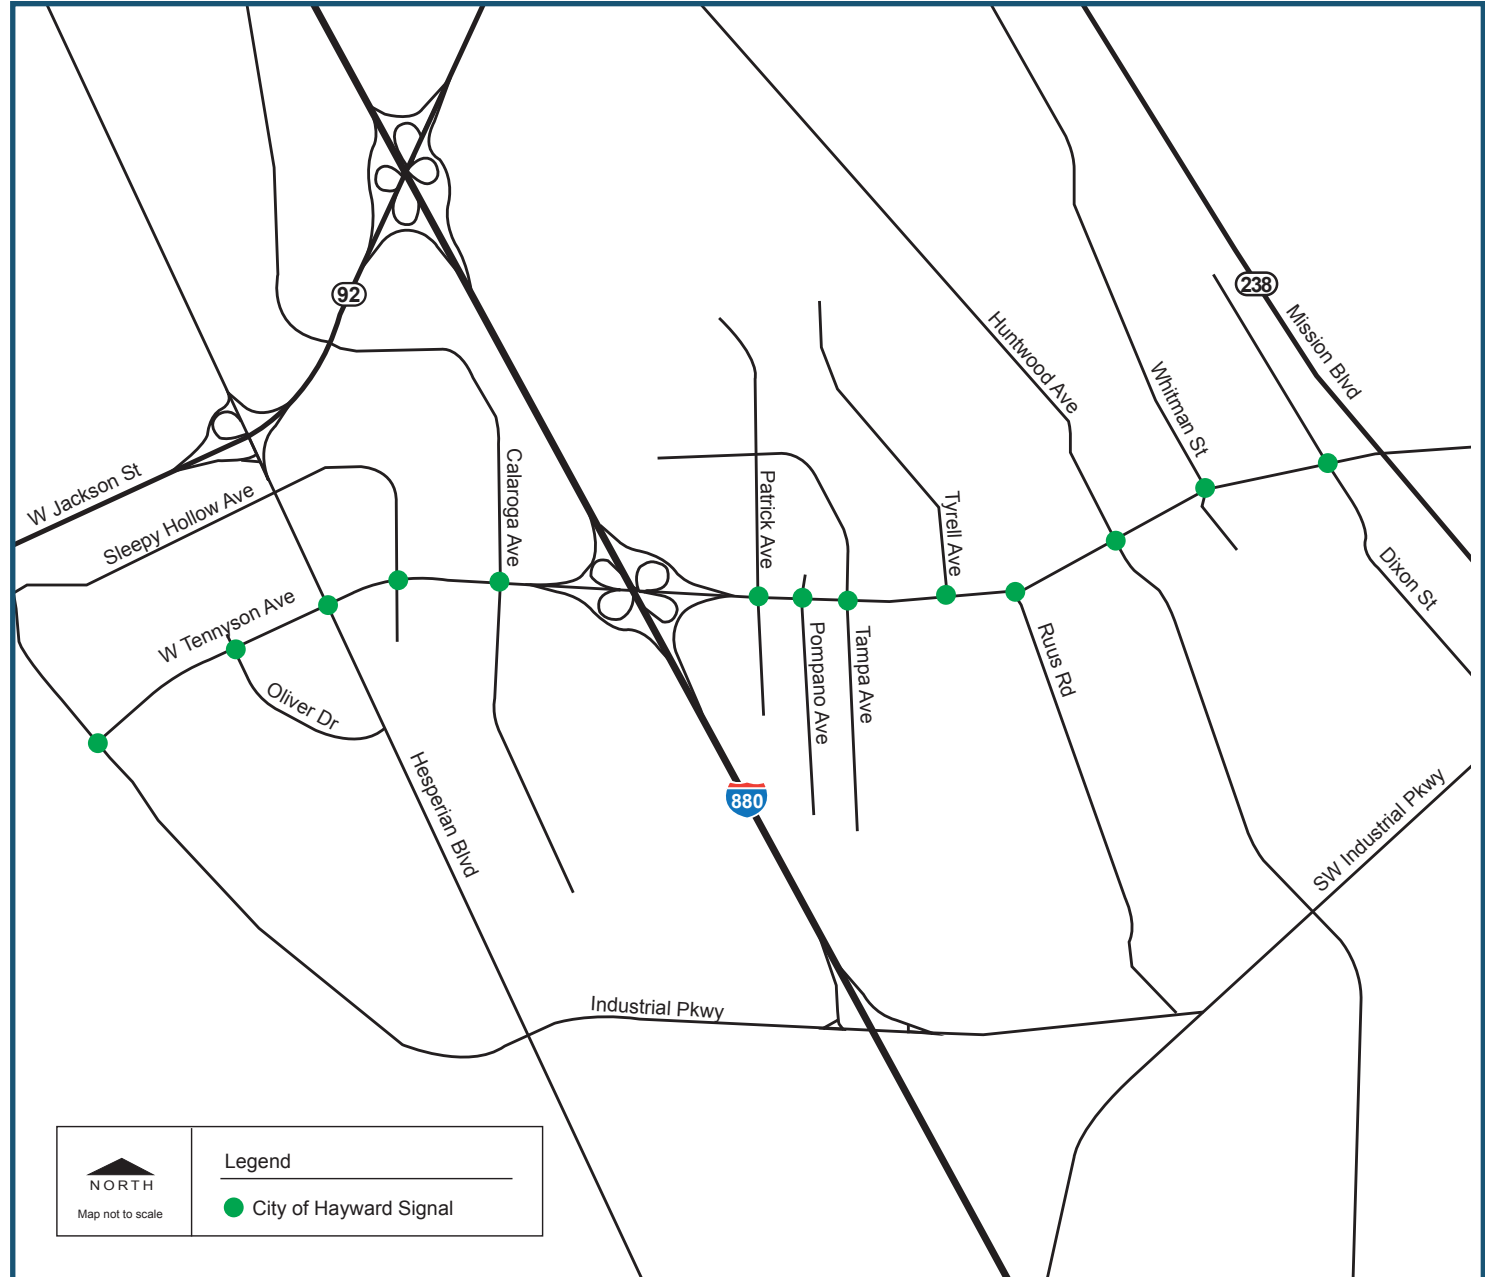 92
238
Mission Blvd
Huntwood Ave
Whitman St
W Jackson St
Sleepy Hollow Ave
Calaroga Ave
Patrick Ave
Tyrell Ave
Dixon St
W Tennyson Ave
Oliver Dr
Pompano Ave
Tampa Ave
Ruus Rd
Hesperian Blvd
880
SW Industrial Pkwy
Industrial Pkwy
NORTH
Map not to scale
Legend
City of Hayward Signal